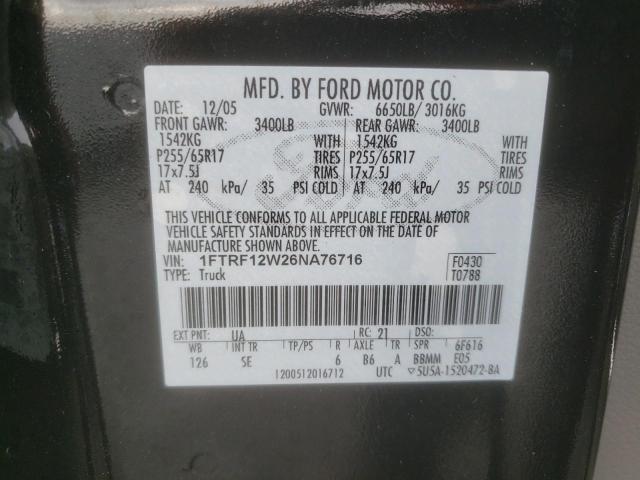 MFD. BY FORD MOTOR CO.
DATE: 12/05 GVWR: 6650LB/ 3016KG
FRONT GAWR: 3400LB REAR GAWR: 3400LB
1542KG WITH 1542KG WITH
P255/65R17 TIRES P255/65R17 TIRES
17x7.5J RIMS 17x7.5J RIMS
AT 240 kPa/ 35 PSI COLD AT 240 kPa/ 35 PSI COLD
THIS VEHICLE CONFORMS TO ALL APPLICABLE FEDERAL MOTOR
VEHICLE SAFETY STANDARDS IN EFFECT ON THE DATE OF
MANUFACTURE SHOWN ABOVE.
VIN: 1FTRF12W26NA76716 F0430
TYPE: Truck T0788
EXT PNT: UA RC: 21 DSO:
WB INT TR TP/PS R AXLE TR SPR 6F616
126 SE 6 B6 A BBMM E05
1200512016712 UTC ▽5U5A-1520472-BA
Ford